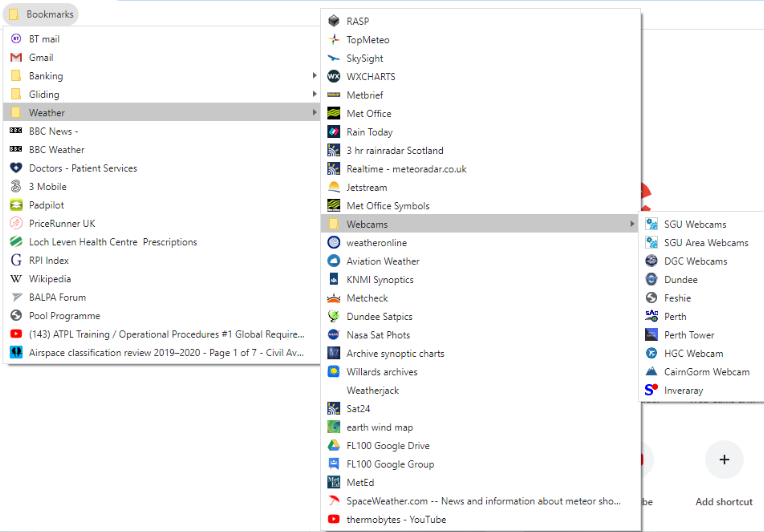 Bookmarks
BT mail
Gmail
Banking
Gliding
Weather
BBC News -
BBC Weather
Doctors - Patient Services
3 Mobile
Padpilot
PriceRunner UK
Loch Leven Health Centre Prescriptions
RPI Index
Wikipedia
BALPA Forum
Pool Programme
(143) ATPL Training / Operational Procedures #1 Global Require...
Airspace classification review 2019–2020 - Page 1 of 7 - Civil Av...
RASP
TopMeteo
SkySight
WXCHARTS
Metbrief
Met Office
Rain Today
3 hr rainradar Scotland
Realtime - meteoradar.co.uk
Jetstream
Met Office Symbols
Webcams
weatheronline
Aviation Weather
KNMI Synoptics
Metcheck
Dundee Satpics
Nasa Sat Phots
Archive synoptic charts
Willards archives
Weatherjack
Sat24
earth wind map
FL100 Google Drive
FL100 Google Group
MetEd
SpaceWeather.com -- News and information about meteor sho...
thermobytes - YouTube
SGU Webcams
SGU Area Webcams
DGC Webcams
Dundee
Feshie
Perth
Perth Tower
HGC Webcam
CairnGorm Webcam
Inveraray
be
Add shortcut